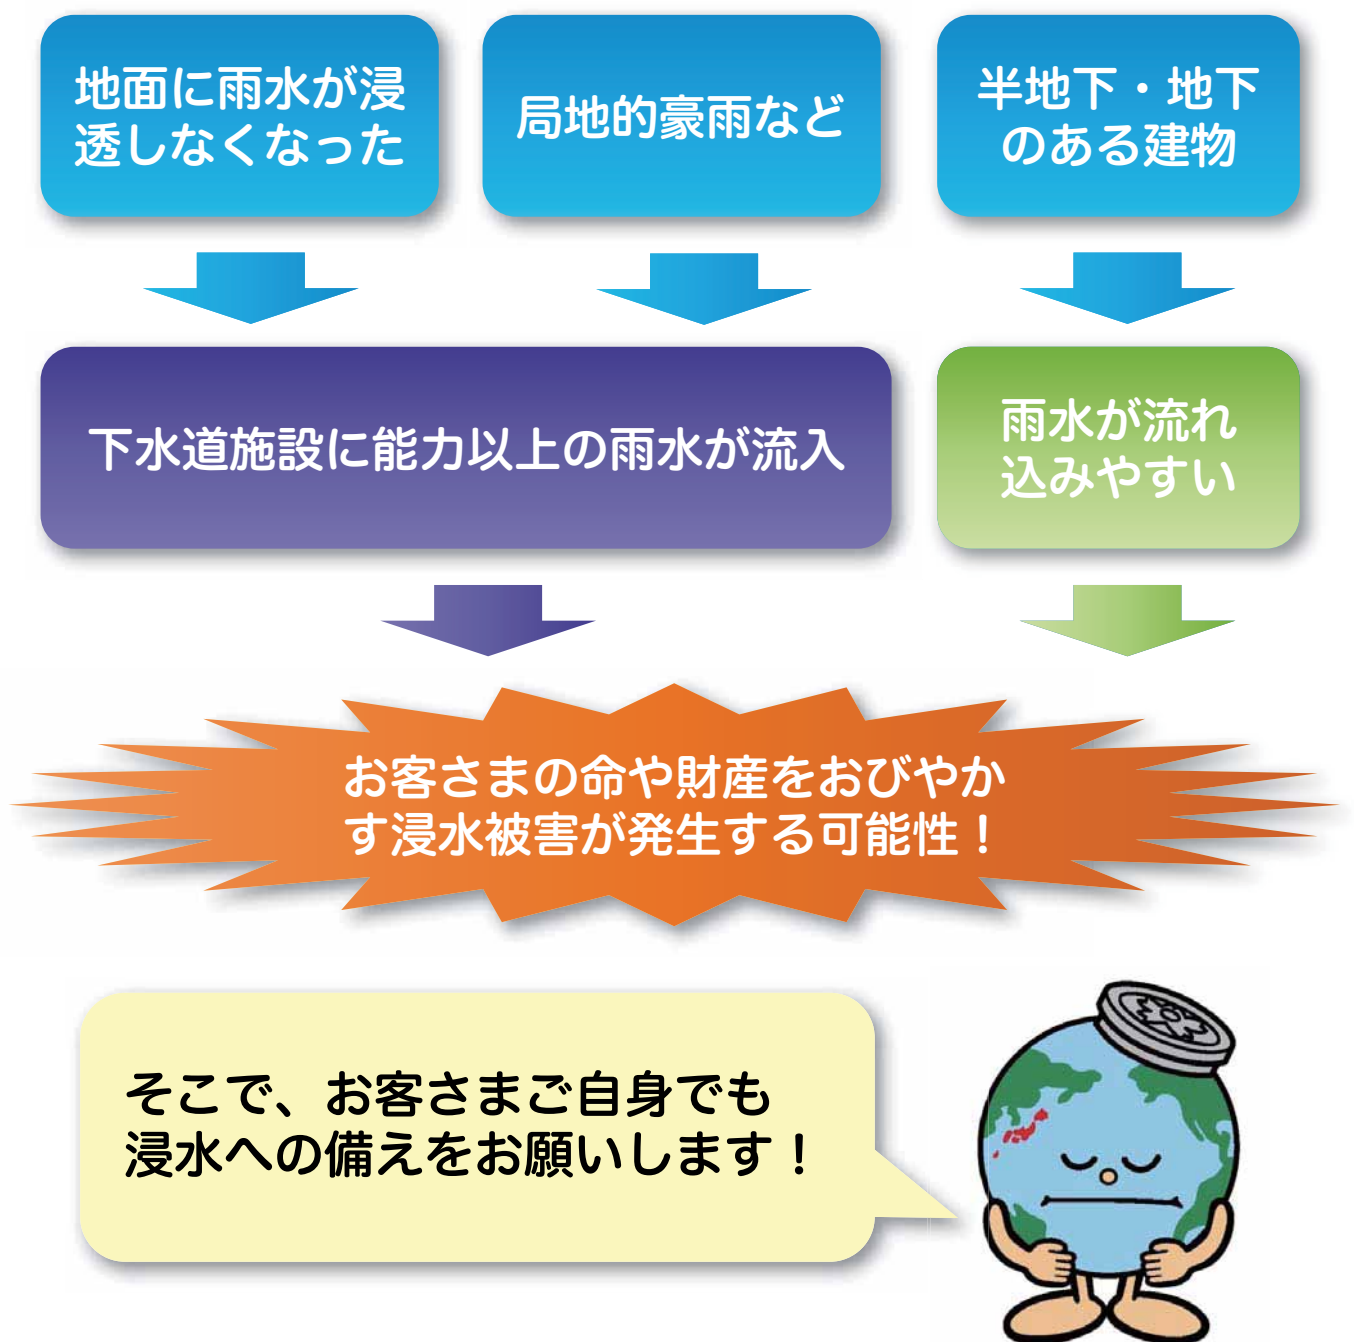 地面に雨水が浸
透しなくなった
局地的豪雨など
半地下・地下
のある建物
下水道施設に能力以上の雨水が流入
雨水が流れ
込みやすい
お客さまの命や財産をおびやか
す浸水被害が発生する可能性！
そこで、お客さまご自身でも
浸水への備えをお願いします！